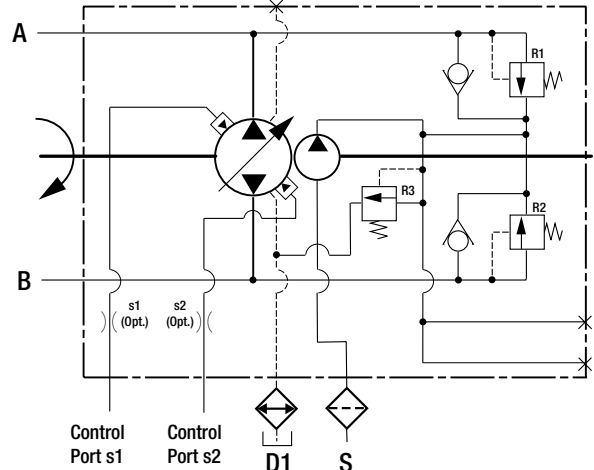 A
R1
R3
R2
B
s1
(Opt.)
s2
(Opt.)
Control
Port s1
Control
Port s2
D1
S